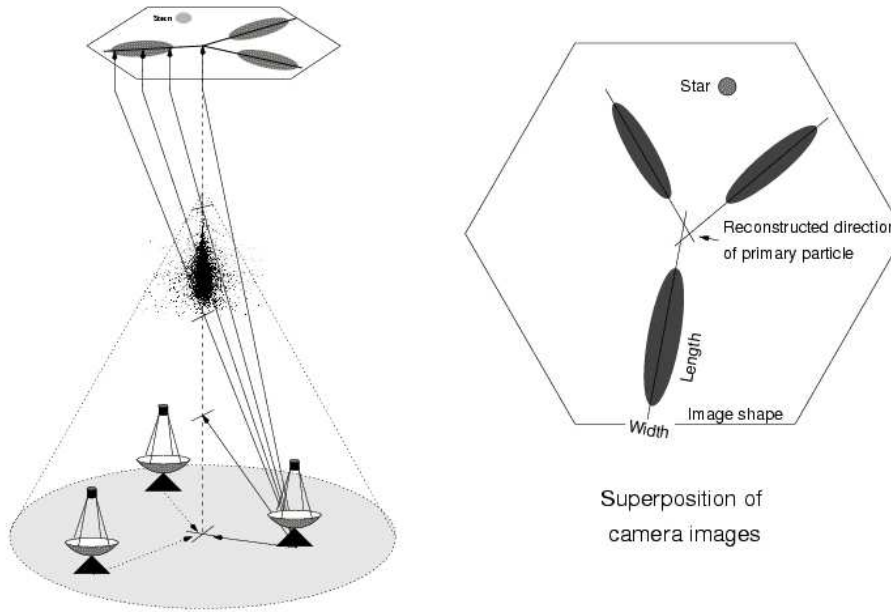 Star
Reconstructed direction
of primary particle
Length
Image shape
Width
Superposition of
camera images